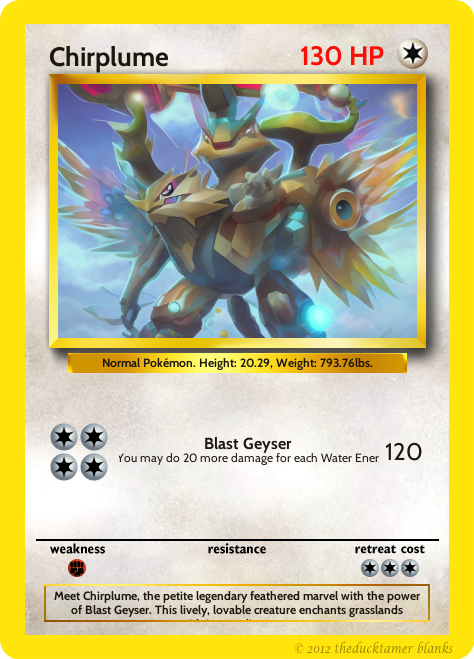 Chirplume
130 HP
Normal Pokémon. Height: 20.29, Weight: 793.76lbs.
Blast Geyser
You may do 20 more damage for each Water Ener
120
weakness
resistance
retreat cost
Meet Chirplume, the petite legendary feathered marvel with the power
of Blast Geyser. This lively, lovable creature enchants grasslands
© 2012 theducktamer blanks